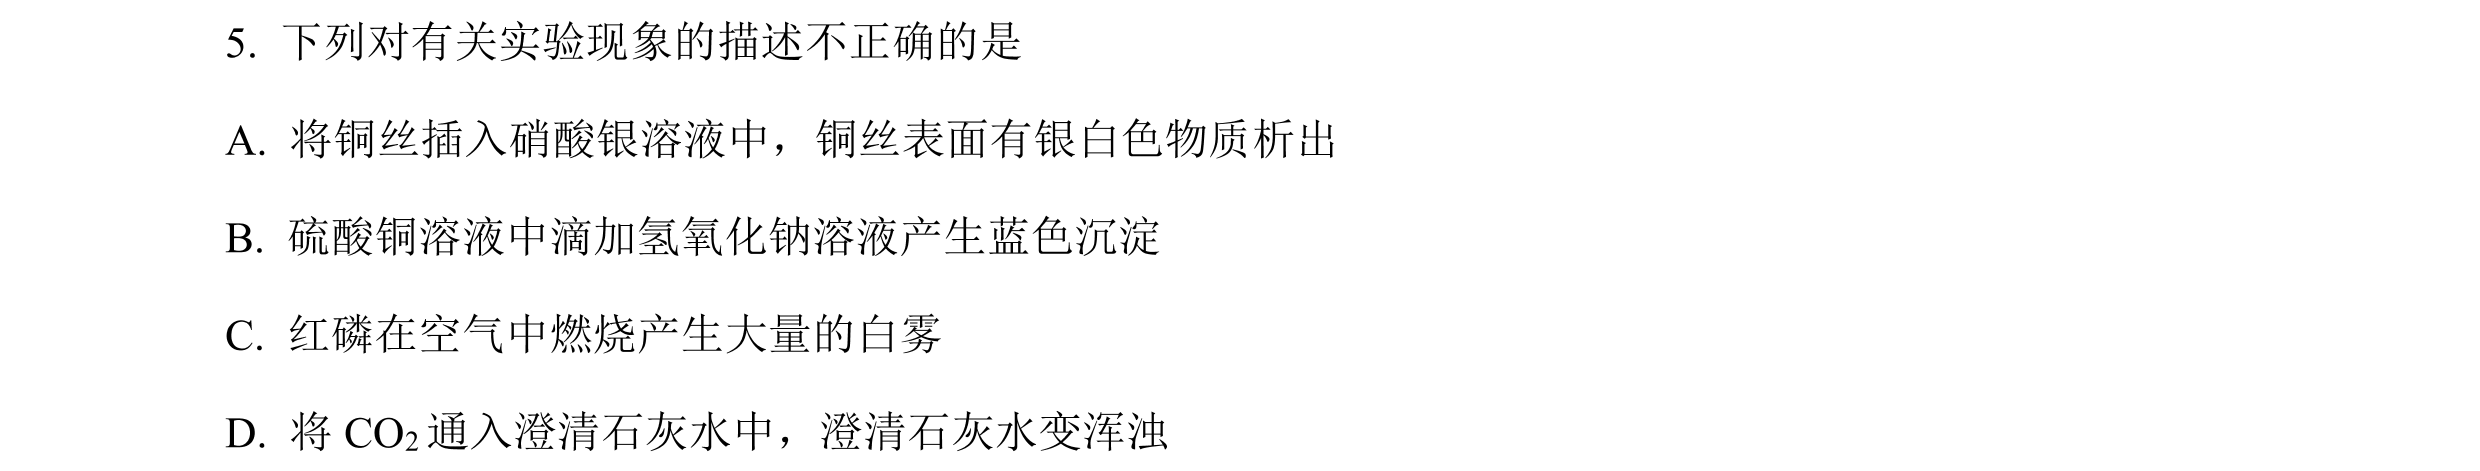 5. 下列对有关实验现象的描述不正确的是
A. 将铜丝插入硝酸银溶液中，铜丝表面有银白色物质析出
B. 硫酸铜溶液中滴加氢氧化钠溶液产生蓝色沉淀
C. 红磷在空气中燃烧产生大量的白雾
D. 将 CO₂通入澄清石灰水中，澄清石灰水变浑浊